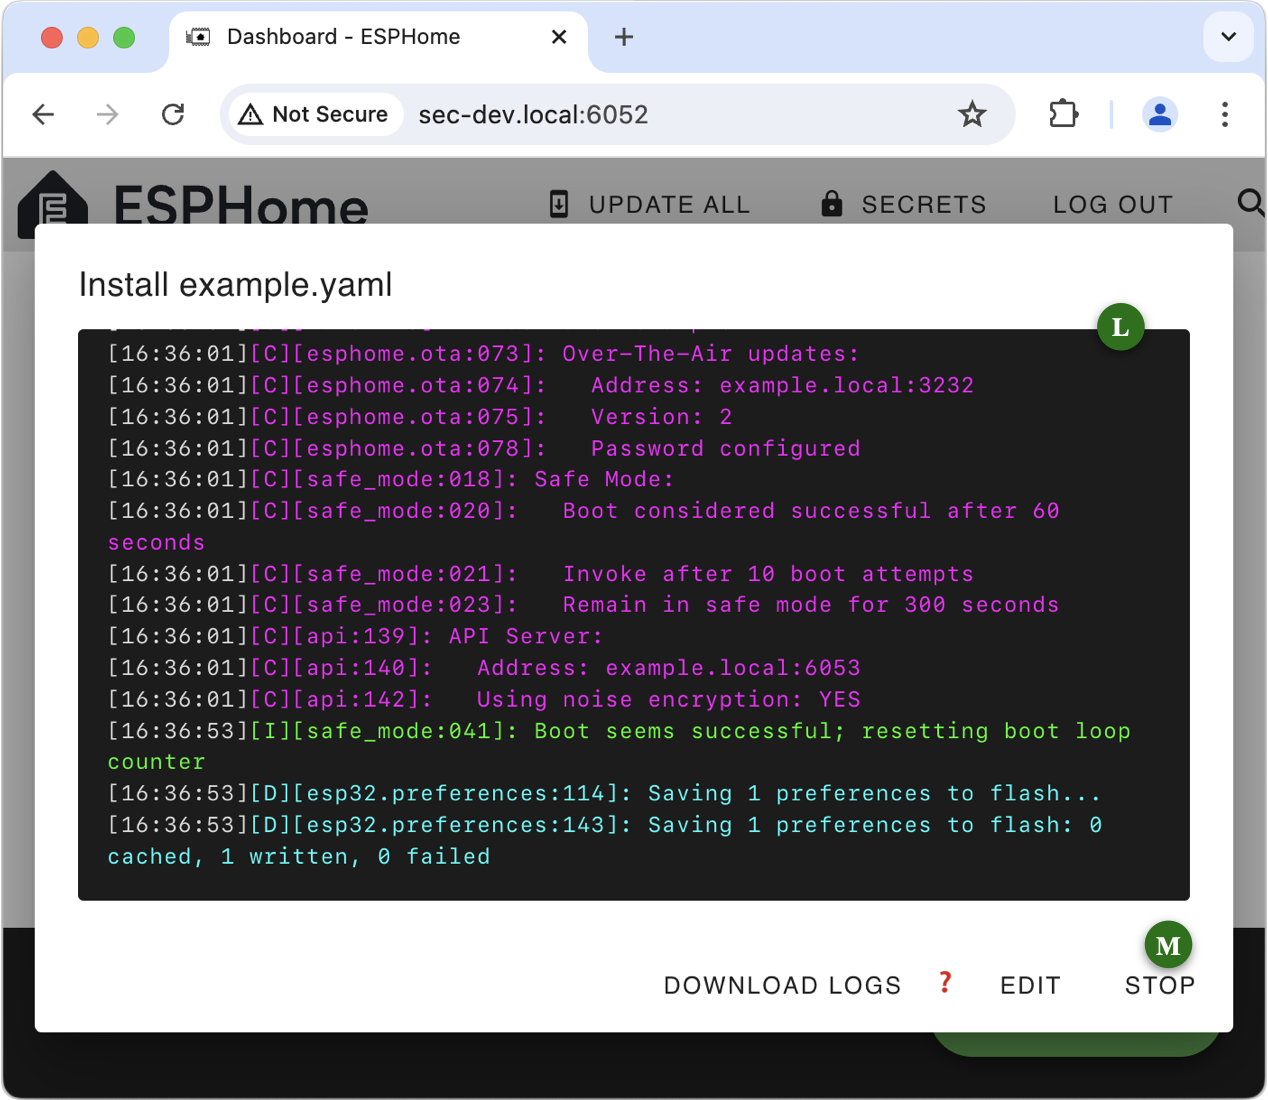 Dashboard - ESPHome
Not Secure
sec-dev.local:6052
ESPHome
UPDATE ALL
SECRETS
LOG OUT
Install example.yaml
L
[16:36:01][C][esphome.ota:073]: Over-The-Air updates:
[16:36:01][C][esphome.ota:074]:   Address: example.local:3232
[16:36:01][C][esphome.ota:075]:   Version: 2
[16:36:01][C][esphome.ota:078]:   Password configured
[16:36:01][C][safe_mode:018]: Safe Mode:
[16:36:01][C][safe_mode:020]:   Boot considered successful after 60
seconds
[16:36:01][C][safe_mode:021]:   Invoke after 10 boot attempts
[16:36:01][C][safe_mode:023]:   Remain in safe mode for 300 seconds
[16:36:01][C][api:139]: API Server:
[16:36:01][C][api:140]:   Address: example.local:6053
[16:36:01][C][api:142]:   Using noise encryption: YES
[16:36:53][I][safe_mode:041]: Boot seems successful; resetting boot loop
counter
[16:36:53][D][esp32.preferences:114]: Saving 1 preferences to flash...
[16:36:53][D][esp32.preferences:143]: Saving 1 preferences to flash: 0
cached, 1 written, 0 failed
M
DOWNLOAD LOGS
?
EDIT
STOP